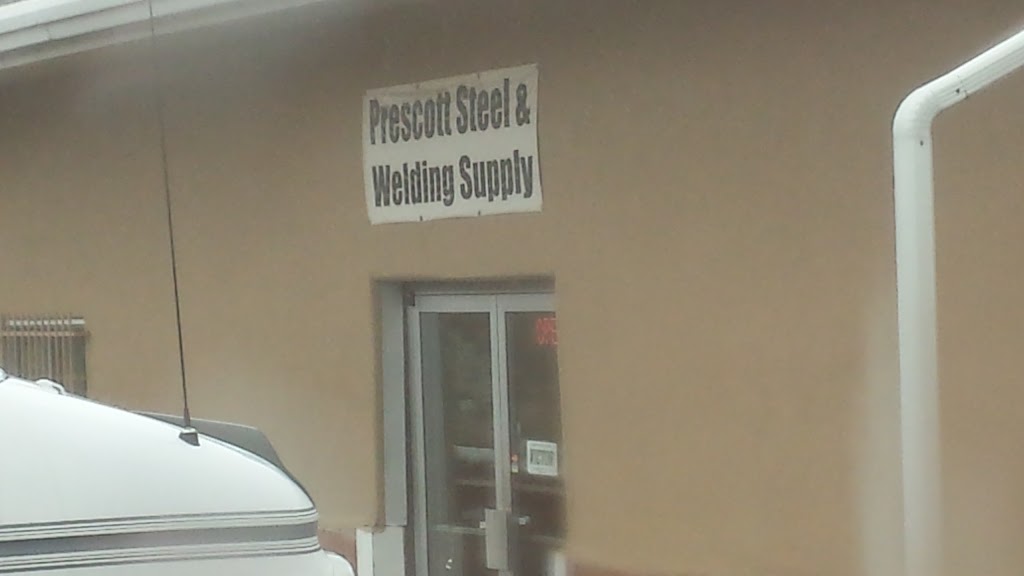 Prescott Steel &
Welding Supply